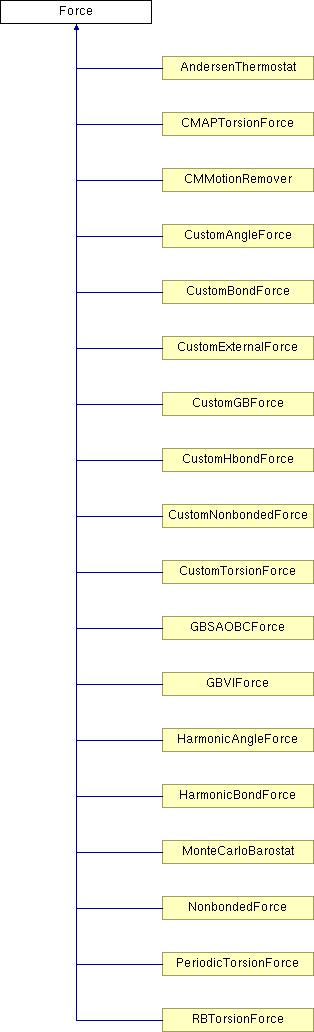 Force
AndersenThermostat
CMAPTorsionForce
CMMotionRemover
CustomAngleForce
CustomBondForce
CustomExternalForce
CustomGBForce
CustomHbondForce
CustomNonbondedForce
CustomTorsionForce
GBSAOBCForce
GBVIForce
HarmonicAngleForce
HarmonicBondForce
MonteCarloBarostat
NonbondedForce
PeriodicTorsionForce
RBTorsionForce